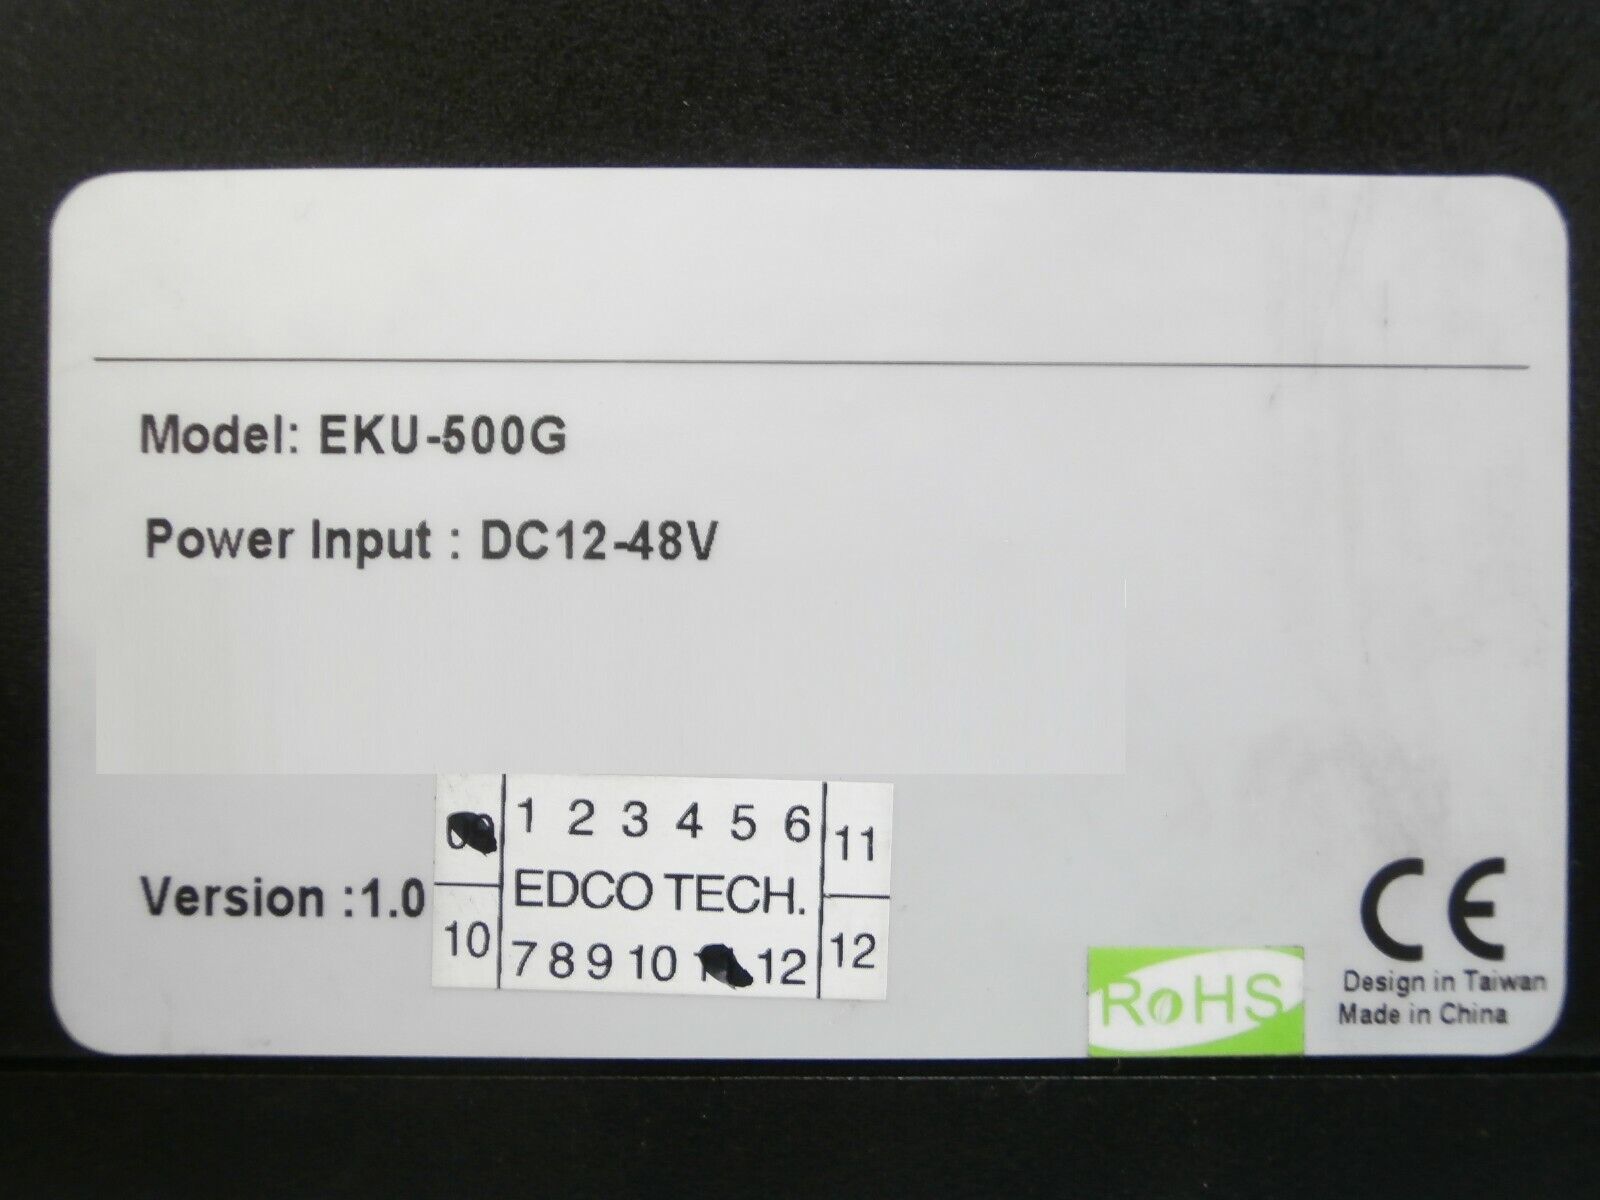 Model: EKU-500G
Power Input : DC12-48V
1 2 3 4 5 6
11
EDCO TECH.
Version :1.0
10
7 8 9 10 12
12
RoHS
CE
Design in Taiwan
Made in China